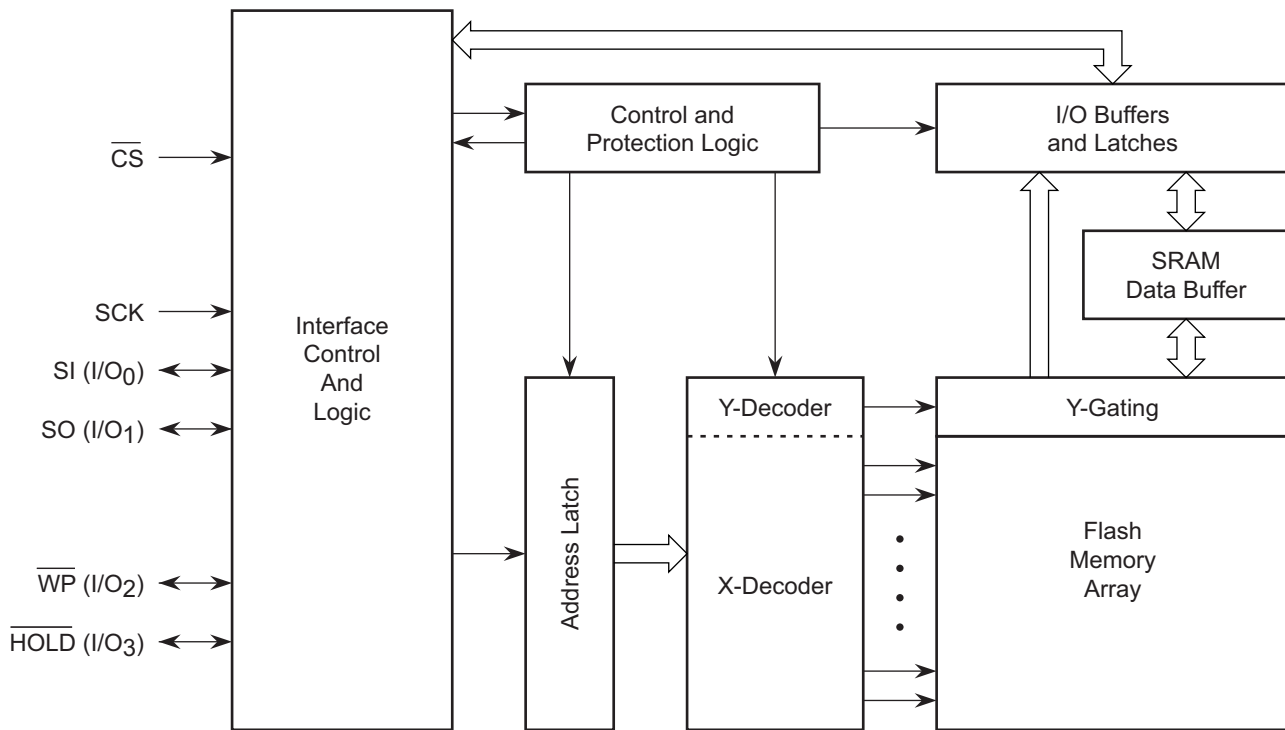 CS
SCK
SI (I/O0)
SO (I/O1)
WP (I/O2)
HOLD (I/O3)
Interface
Control
And
Logic
Control and
Protection Logic
I/O Buffers
and Latches
SRAM
Data Buffer
Address Latch
Y-Decoder
X-Decoder
Y-Gating
Flash
Memory
Array